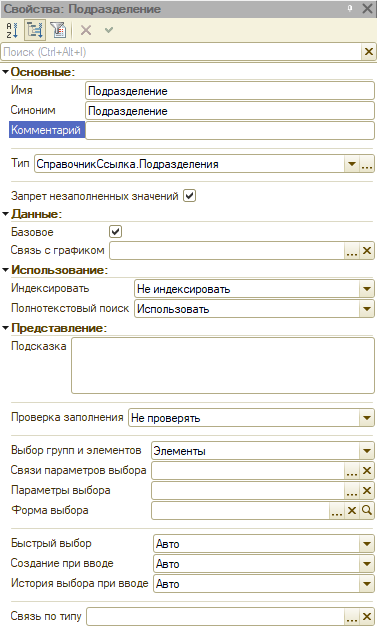 Свойства: Подразделение
Поиск (Ctrl+Alt+I)
Основные:
Имя Подразделение
Синоним Подразделение
Комментарий
Тип СправочникСсылка.Подразделения
Запрет незаполненных значений
Данные:
Базовое
Связь с графиком
Использование:
Индексировать Не индексировать
Полнотекстовый поиск Использовать
Представление:
Подсказка
Проверка заполнения Не проверять
Выбор групп и элементов Элементы
Связи параметров выбора
Параметры выбора
Форма выбора
Быстрый выбор Авто
Создание при вводе Авто
История выбора при вводе Авто
Связь по типу